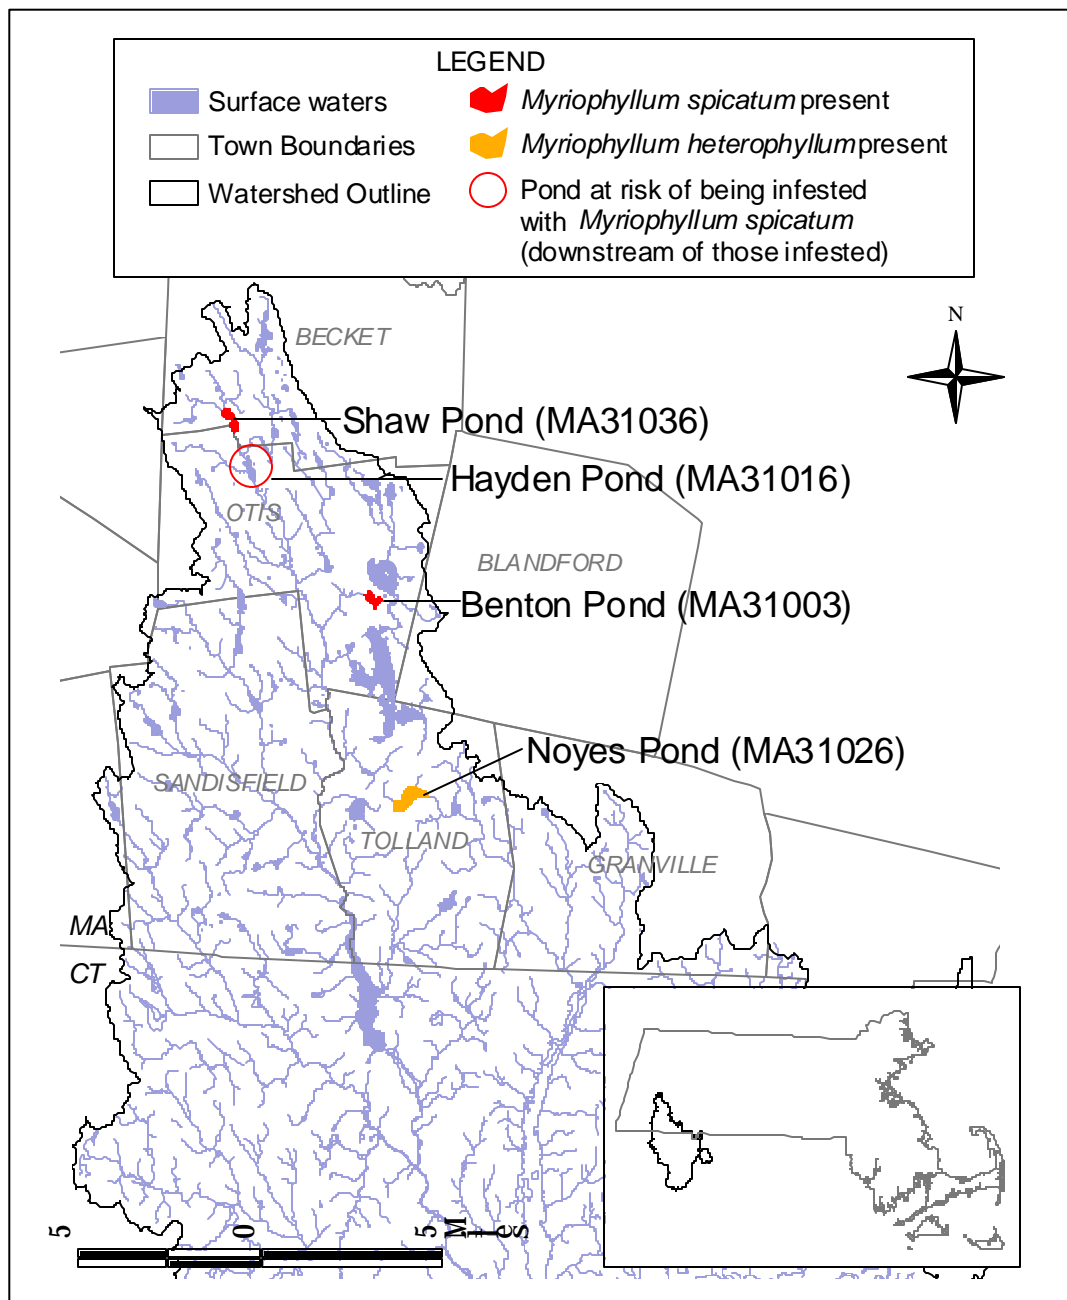 LEGEND
Surface waters
Town Boundaries
Watershed Outline
Myriophyllum spicatum present
Myriophyllum heterophyllum present
Pond at risk of being infested
with Myriophyllum spicatum
(downstream of those infested)
N
BECKET
Shaw Pond (MA31036)
Hayden Pond (MA31016)
OTIS
BLANDFORD
Benton Pond (MA31003)
Noyes Pond (MA31026)
SANDISFIELD
TOLLAND
GRANVILLE
MA
CT
5 0 5 Miles